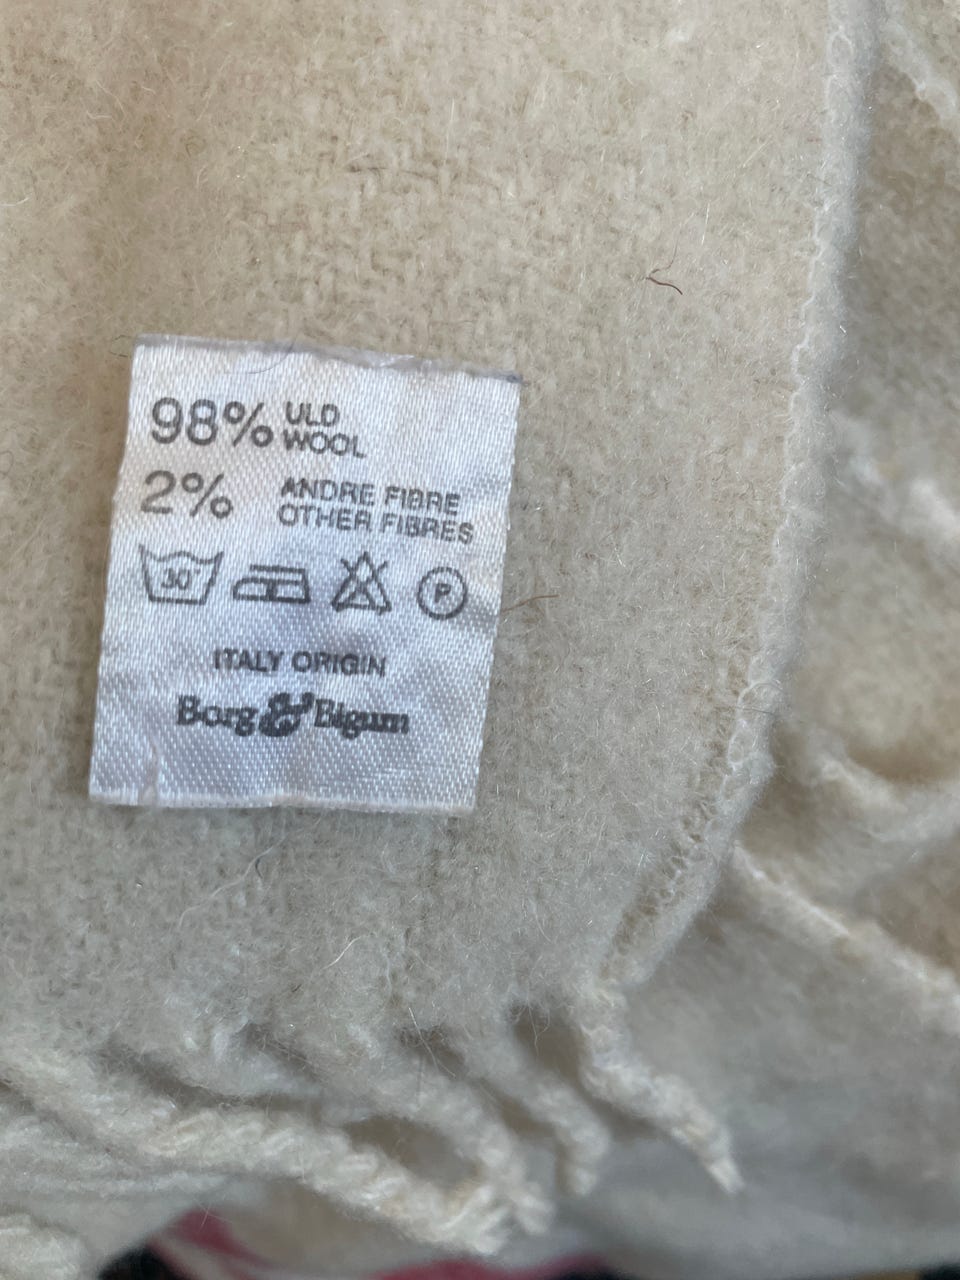 98% ULD
WOOL
2% ANDRE FIBRE
OTHER FIBRES
30° P
ITALY ORIGIN
Borg & Bigum